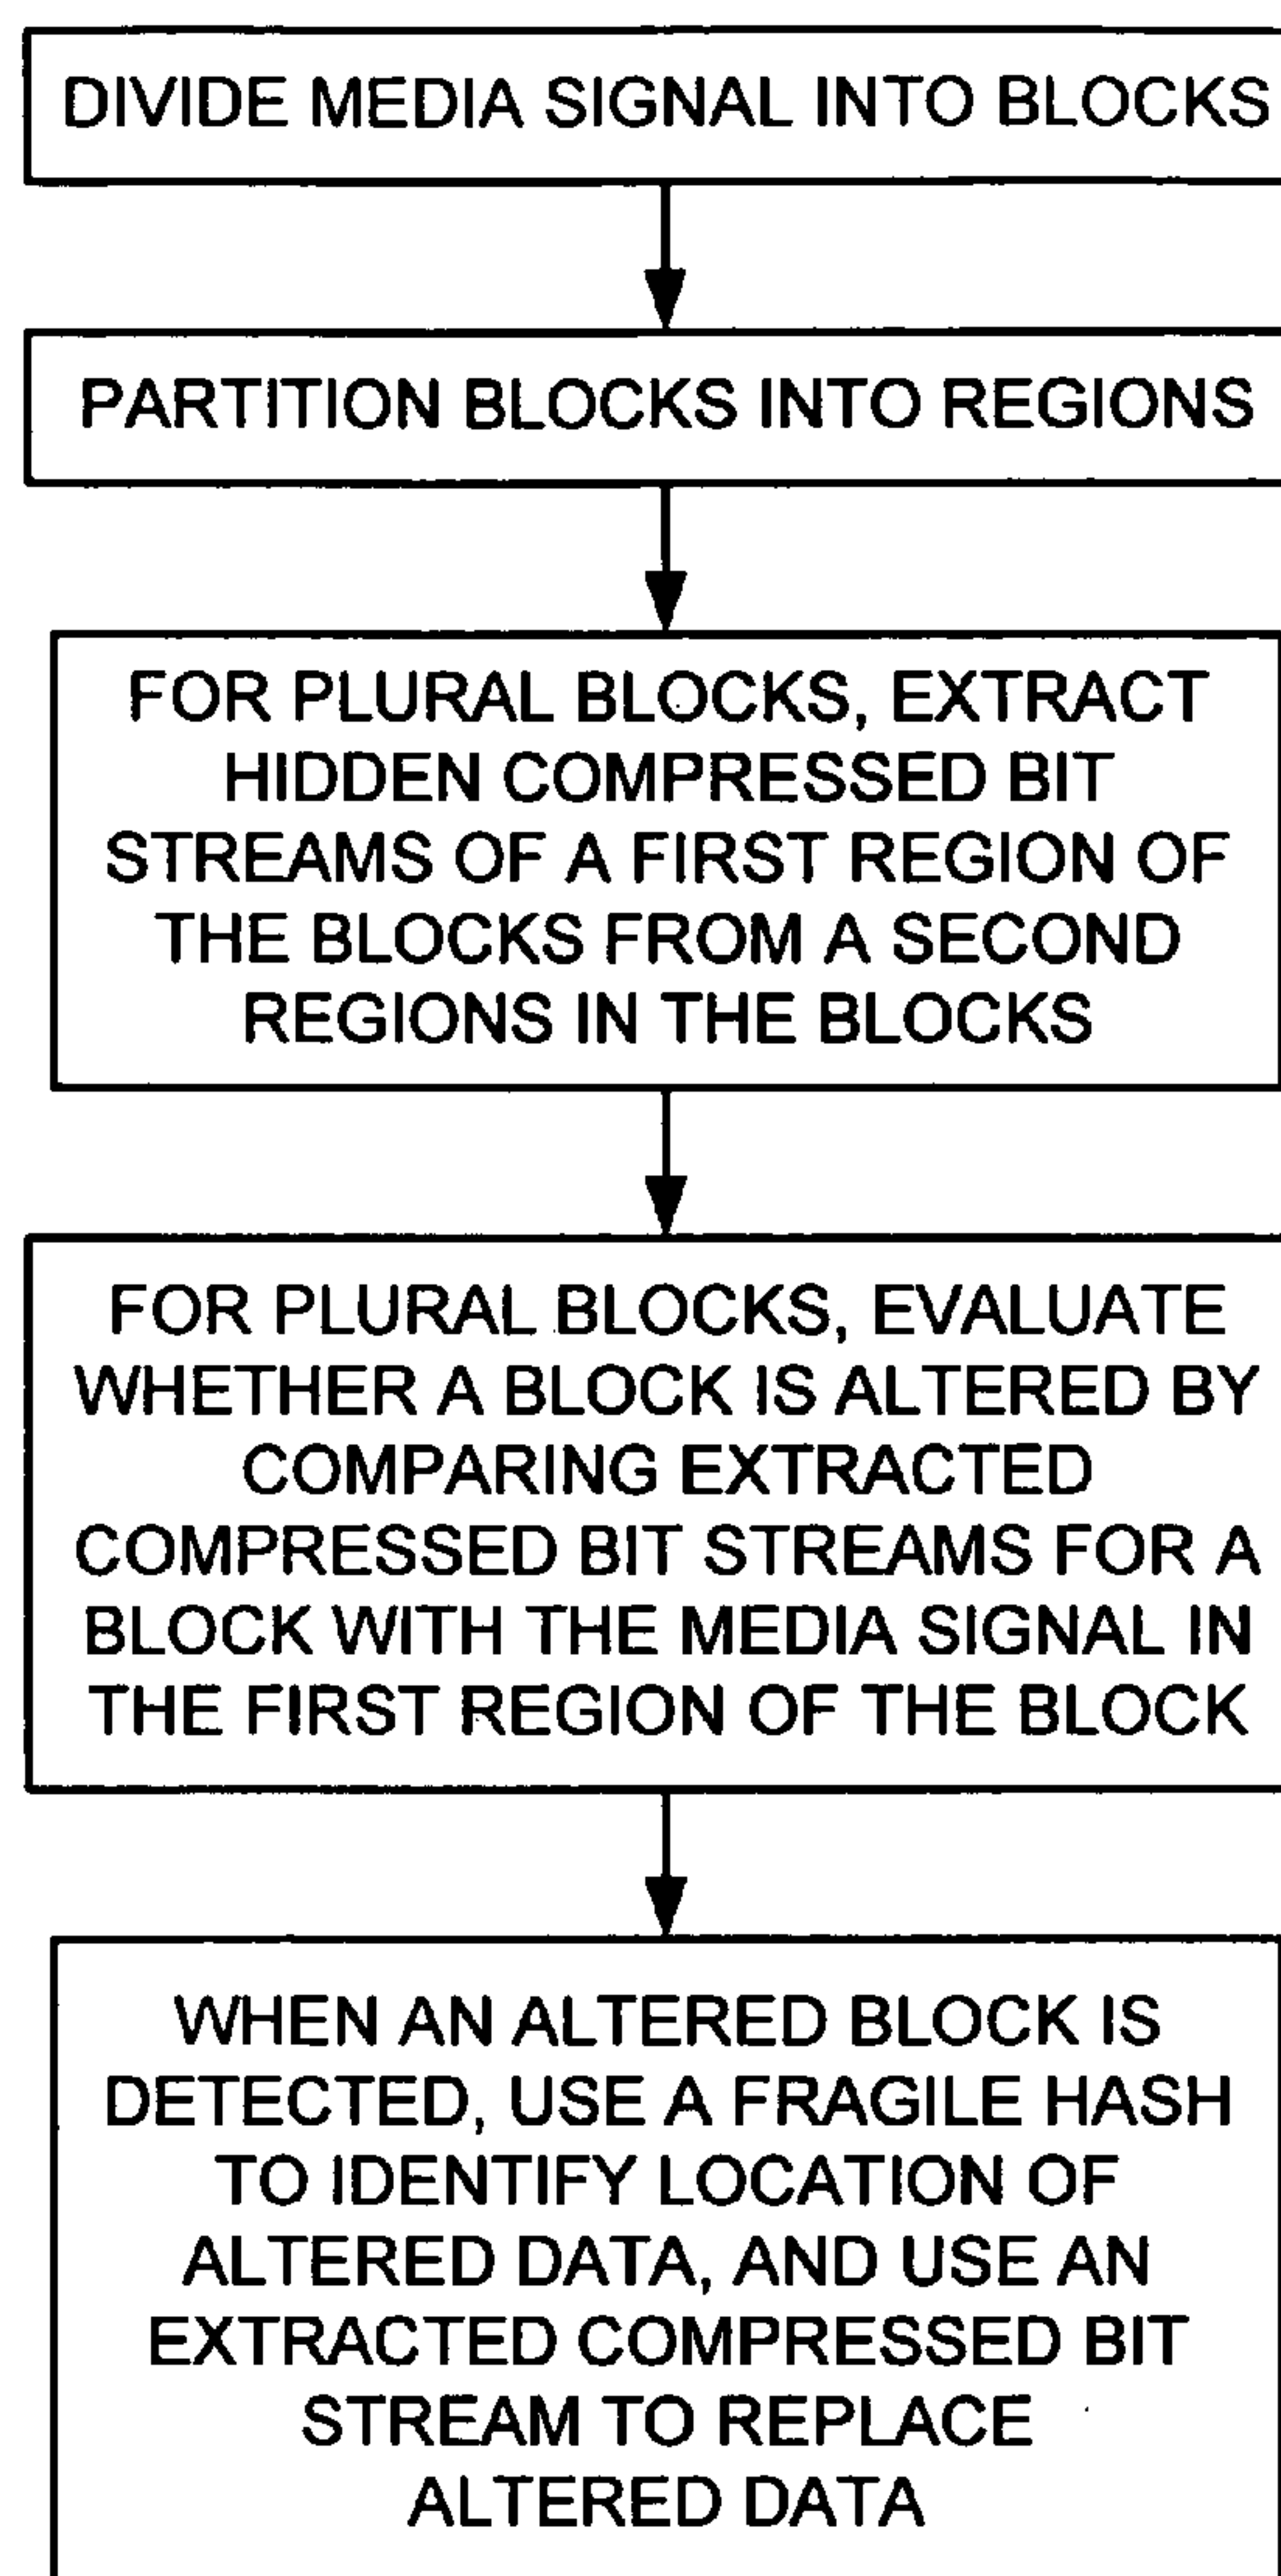 DIVIDE MEDIA SIGNAL INTO BLOCKS
PARTITION BLOCKS INTO REGIONS
FOR PLURAL BLOCKS, EXTRACT
HIDDEN COMPRESSED BIT
STREAMS OF A FIRST REGION OF
THE BLOCKS FROM A SECOND
REGIONS IN THE BLOCKS
FOR PLURAL BLOCKS, EVALUATE
WHETHER A BLOCK IS ALTERED BY
COMPARING EXTRACTED
COMPRESSED BIT STREAMS FOR A
BLOCK WITH THE MEDIA SIGNAL IN
THE FIRST REGION OF THE BLOCK
WHEN AN ALTERED BLOCK IS
DETECTED, USE A FRAGILE HASH
TO IDENTIFY LOCATION OF
ALTERED DATA, AND USE AN
EXTRACTED COMPRESSED BIT
STREAM TO REPLACE
ALTERED DATA